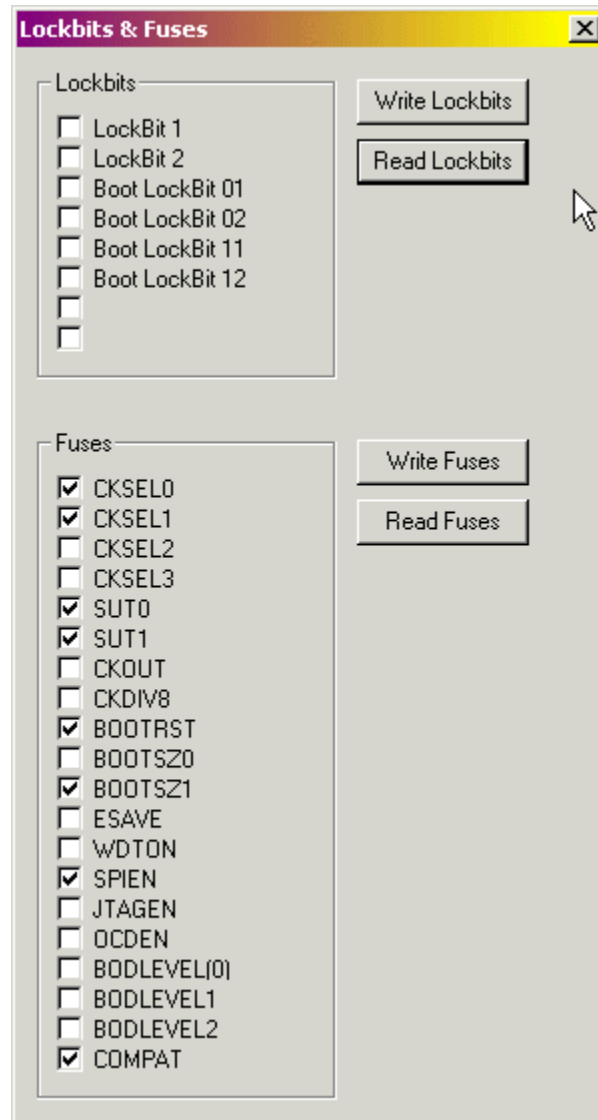 Lockbits & Fuses
Lockbits
LockBit 1
LockBit 2
Boot LockBit 01
Boot LockBit 02
Boot LockBit 11
Boot LockBit 12
Write Lockbits
Read Lockbits
Fuses
CKSEL0
CKSEL1
CKSEL2
CKSEL3
SUT0
SUT1
CKOUT
CKDIV8
BOOTRST
BOOTSZ0
BOOTSZ1
ESAVE
WDTON
SPIEN
JTAGEN
OCDEN
BODLEVEL(0)
BODLEVEL1
BODLEVEL2
COMPAT
Write Fuses
Read Fuses